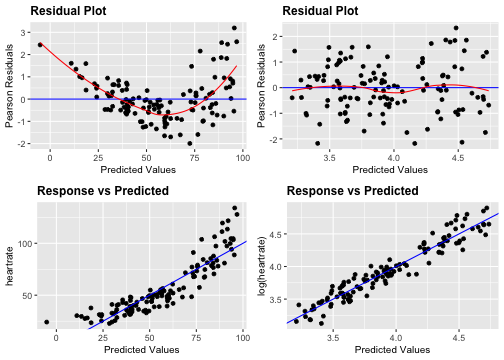 Residual Plot
Pearson Residuals
3
2
1
0
-1
-2
0
25
50
75
100
Predicted Values
Residual Plot
Pearson Residuals
2
1
0
-1
-2
3.5
4.0
4.5
Predicted Values
Response vs Predicted
heartrate
100
50
0
25
50
75
100
Predicted Values
Response vs Predicted
log(heartrate)
4.5
4.0
3.5
3.5
4.0
4.5
Predicted Values